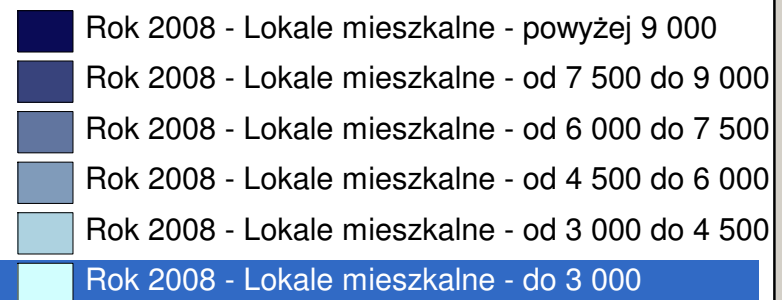 Rok 2008 - Lokale mieszkalne - powyżej 9 000
Rok 2008 - Lokale mieszkalne - od 7 500 do 9 000
Rok 2008 - Lokale mieszkalne - od 6 000 do 7 500
Rok 2008 - Lokale mieszkalne - od 4 500 do 6 000
Rok 2008 - Lokale mieszkalne - od 3 000 do 4 500
Rok 2008 - Lokale mieszkalne - do 3 000